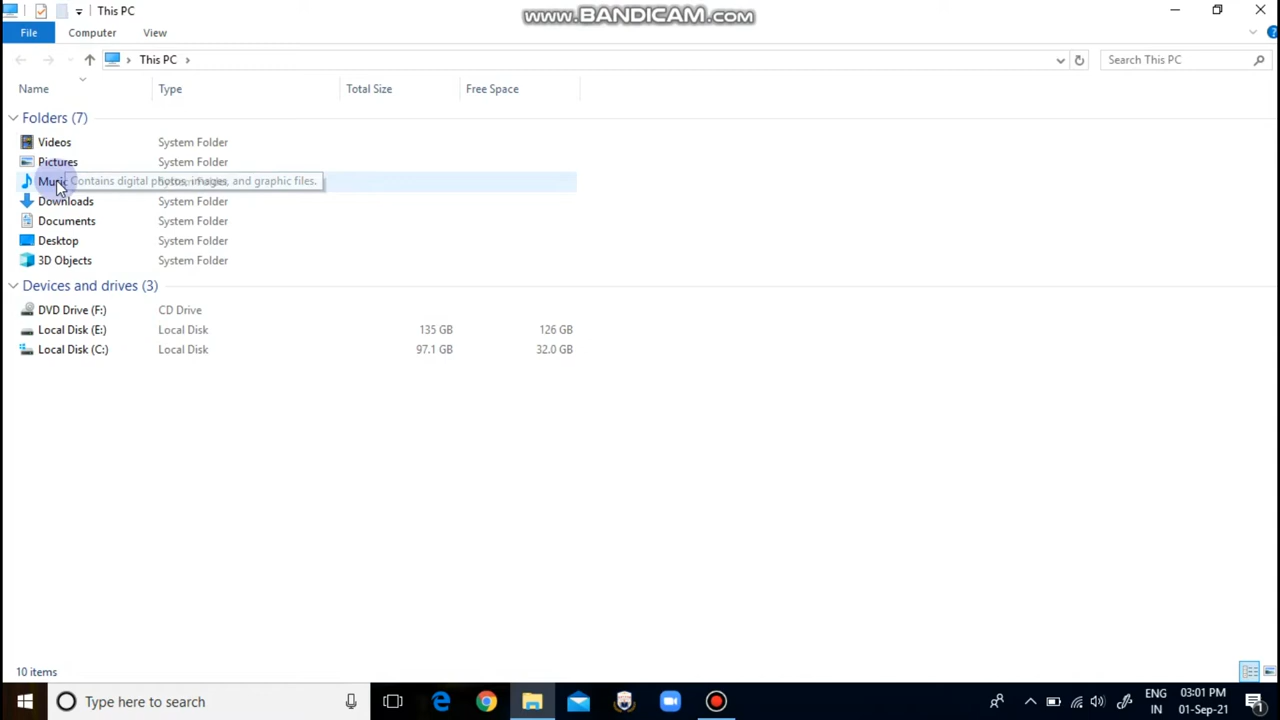 This PC
www.BANDICAM.com
File Computer View
This PC
Search This PC
Name Type Total Size Free Space
Folders (7)
Videos System Folder
Pictures System Folder
Music Contains digital photos, images, and graphic files.
Downloads System Folder
Documents System Folder
Desktop System Folder
3D Objects System Folder
Devices and drives (3)
DVD Drive (F:) CD Drive
Local Disk (E:) Local Disk 135 GB 126 GB
Local Disk (C:) Local Disk 97.1 GB 32.0 GB
10 items
Type here to search
ENG 03:01 PM
IN 01-Sep-21
1